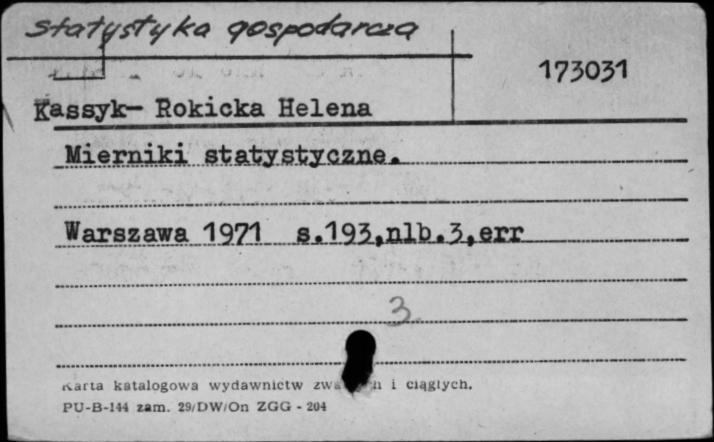 statystyka gospodarcza
173031
Kassyk- Rokicka Helena
Mierniki statystyczne.
Warszawa 1971 s.193,nlb.3,err
3
Karta katalogowa wydawnictw i ciągłych.
PU-B-144 zam. 29/DW/On ZGG - 204